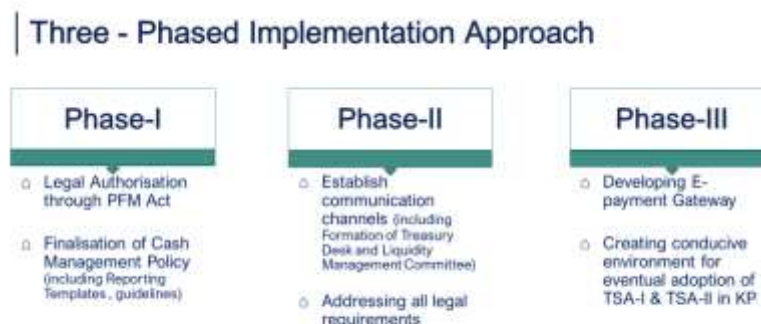 Three - Phased Implementation Approach
Phase-I
Legal Authorisation
through PFM Act
Finalisation of Cash
Management Policy
(including Reporting
Templates , guidelines)
Phase-II
Establish
communication
channels (including
Formation of Treasury
Desk and Liquidity
Management Committee)
Addressing all legal
requirements
Phase-III
Developing E-
payment Gateway
Creating conducive
environment for
eventual adoption of
TSA-I & TSA-II in KP